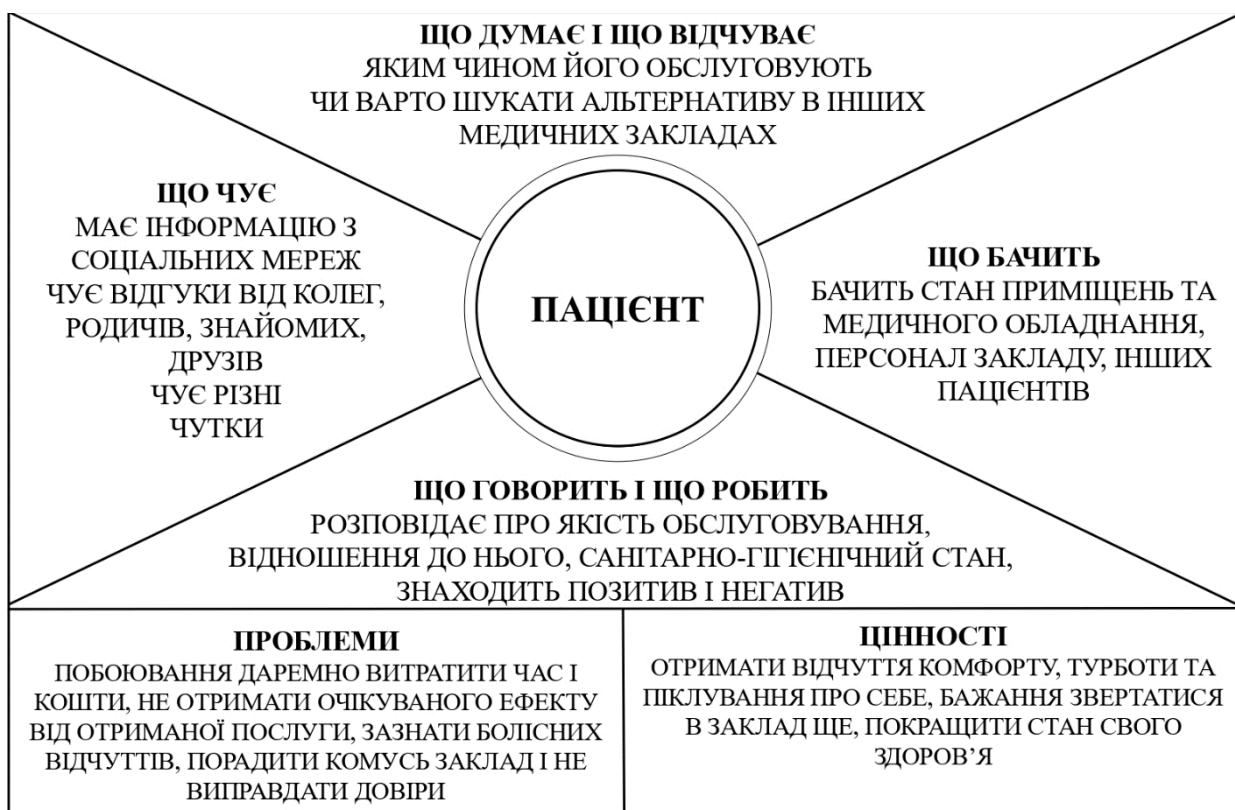 ЩО ДУМАЄ І ЩО ВІДЧУВАЄ
ЯКИМ ЧИНОМ ЙОГО ОБСЛУГОВУЮТЬ
ЧИ ВАРТО ШУКАТИ АЛЬТЕРНАТИВУ В ІНШИХ
МЕДИЧНИХ ЗАКЛАДАХ
ЩО ЧУЄ
МАЄ ІНФОРМАЦІЮ З
СОЦІАЛЬНИХ МЕРЕЖ
ЧУЄ ВІДГУКИ ВІД КОЛЕГ,
РОДИЧІВ, ЗНАЙОМИХ,
ДРУЗІВ
ЧУЄ РІЗНІ
ЧУТКИ
ПАЦІЄНТ
ЩО БАЧИТЬ
БАЧИТЬ СТАН ПРИМІЩЕНЬ ТА
МЕДИЧНОГО ОБЛАДНАННЯ,
ПЕРСОНАЛ ЗАКЛАДУ, ІНШИХ
ПАЦІЄНТІВ
ЩО ГОВОРИТЬ І ЩО РОБИТЬ
РОЗПОВІДАЄ ПРО ЯКІСТЬ ОБСЛУГОВУВАННЯ,
ВІДНОШЕННЯ ДО НЬОГО, САНІТАРНО-ГІГІЄНІЧНИЙ СТАН,
ЗНАХОДИТЬ ПОЗИТИВ І НЕГАТИВ
ПРОБЛЕМИ
ПОБОЮВАННЯ ДАРЕМНО ВИТРАТИТИ ЧАС І
КОШТИ, НЕ ОТРИМАТИ ОЧІКУВАНОГО ЕФЕКТУ
ВІД ОТРИМАНОЇ ПОСЛУГИ, ЗАЗНАТИ БОЛІСНИХ
ВІДЧУТТІВ, ПОРАДИТИ КОМУСЬ ЗАКЛАД І НЕ
ВИПРАВДАТИ ДОВІРИ
ЦІННОСТІ
ОТРИМАТИ ВІДЧУТТЯ КОМФОРТУ, ТУРБОТИ ТА
ПІКЛУВАННЯ ПРО СЕБЕ, БАЖАННЯ ЗВЕРТАТИСЯ
В ЗАКЛАД ЩЕ, ПОКРАЩИТИ СТАН СВОГО
ЗДОРОВ’Я